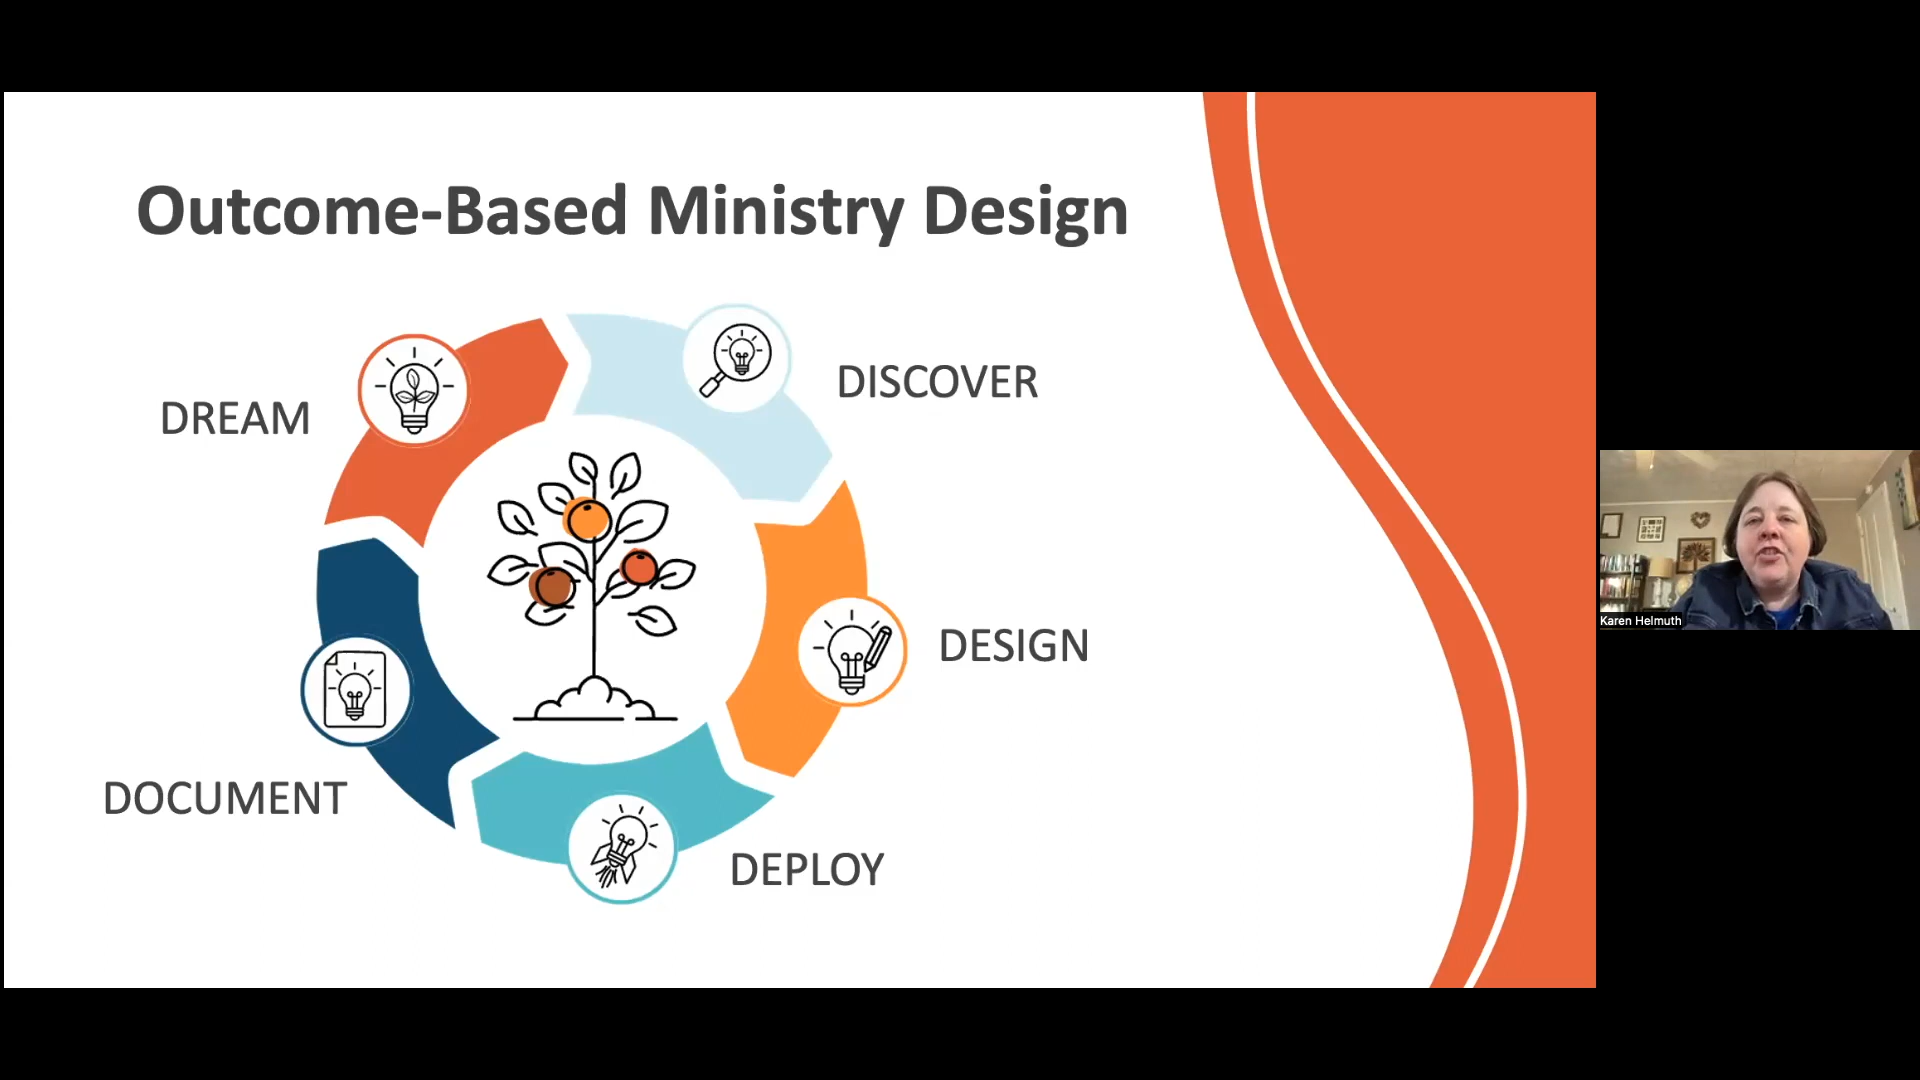 Outcome-Based Ministry Design
DREAM
DISCOVER
DESIGN
DOCUMENT
DEPLOY
Karen Helmuth